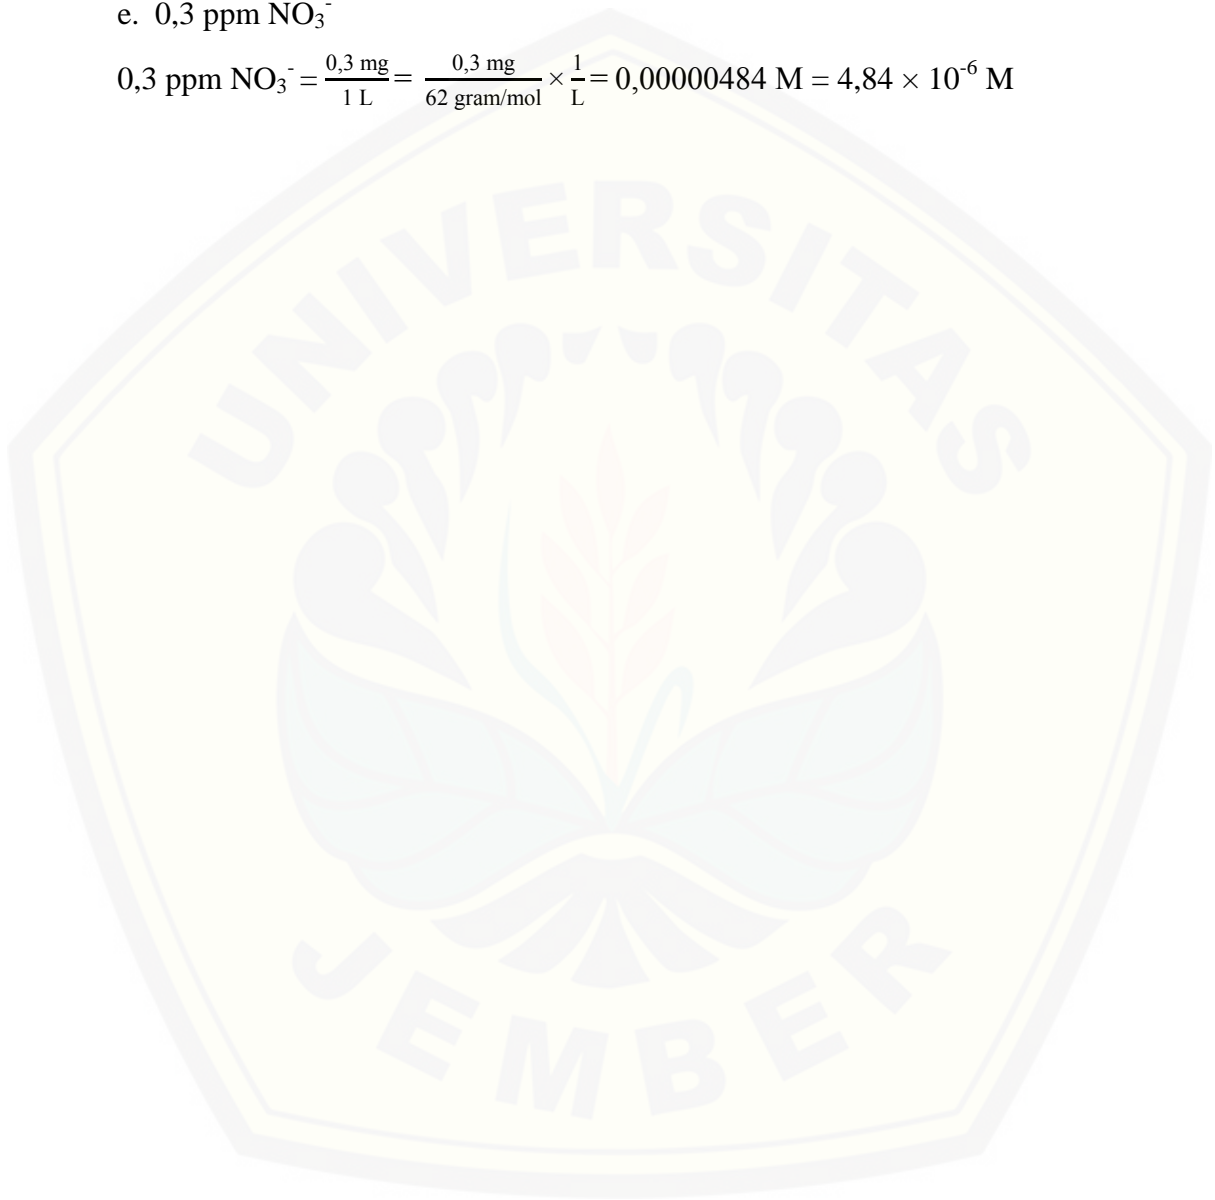 e. 0,3 ppm NO₃⁻
0,3 ppm NO₃⁻ = 0,3 mg / 1 L = 0,3 mg / 62 gram/mol × 1 / L = 0,00000484 M = 4,84 × 10⁻⁶ M
UNIVERSITAS
JEMBER